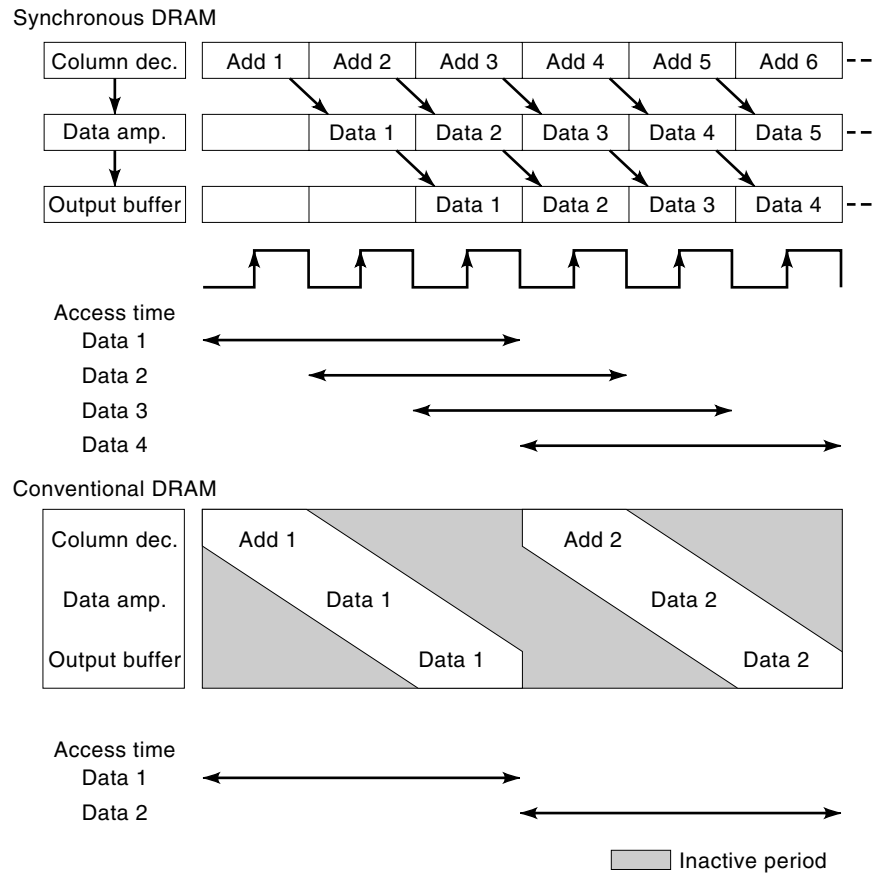 Synchronous DRAM
Column dec. Add 1 Add 2 Add 3 Add 4 Add 5 Add 6
Data amp. Data 1 Data 2 Data 3 Data 4 Data 5
Output buffer Data 1 Data 2 Data 3 Data 4
Access time
Data 1
Data 2
Data 3
Data 4
Conventional DRAM
Column dec. Add 1 Add 2
Data amp. Data 1 Data 2
Output buffer Data 1 Data 2
Access time
Data 1
Data 2
Inactive period